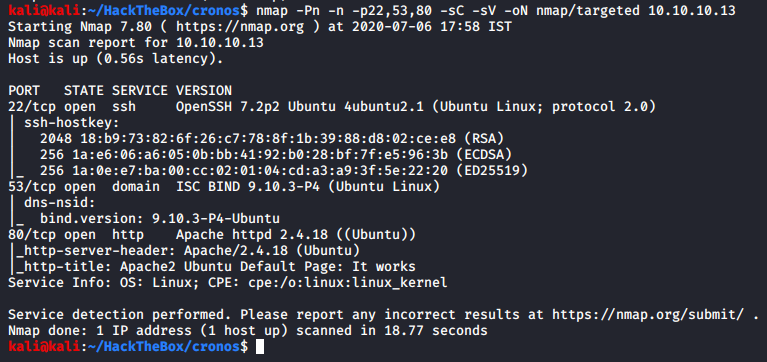 kali@kali:~/HackTheBox/cronos$ nmap -Pn -n -p22,53,80 -sC -sV -oN nmap/targeted 10.10.10.13
Starting Nmap 7.80 ( https://nmap.org ) at 2020-07-06 17:58 IST
Nmap scan report for 10.10.10.13
Host is up (0.56s latency).

PORT   STATE SERVICE VERSION
22/tcp open  ssh     OpenSSH 7.2p2 Ubuntu 4ubuntu2.1 (Ubuntu Linux; protocol 2.0)
| ssh-hostkey:
|   2048 18:b9:73:82:6f:26:c7:78:8f:1b:39:88:d8:02:ce:e8 (RSA)
|   256 1a:e6:06:a6:05:0b:bb:41:92:b0:28:bf:7f:e5:96:3b (ECDSA)
|_  256 1a:0e:e7:ba:00:cc:02:01:04:cd:a3:a9:3f:5e:22:20 (ED25519)
53/tcp open  domain  ISC BIND 9.10.3-P4 (Ubuntu Linux)
| dns-nsid:
|_  bind.version: 9.10.3-P4-Ubuntu
80/tcp open  http    Apache httpd 2.4.18 ((Ubuntu))
|_http-server-header: Apache/2.4.18 (Ubuntu)
|_http-title: Apache2 Ubuntu Default Page: It works
Service Info: OS: Linux; CPE: cpe:/o:linux:linux_kernel

Service detection performed. Please report any incorrect results at https://nmap.org/submit/ .
Nmap done: 1 IP address (1 host up) scanned in 18.77 seconds
kali@kali:~/HackTheBox/cronos$